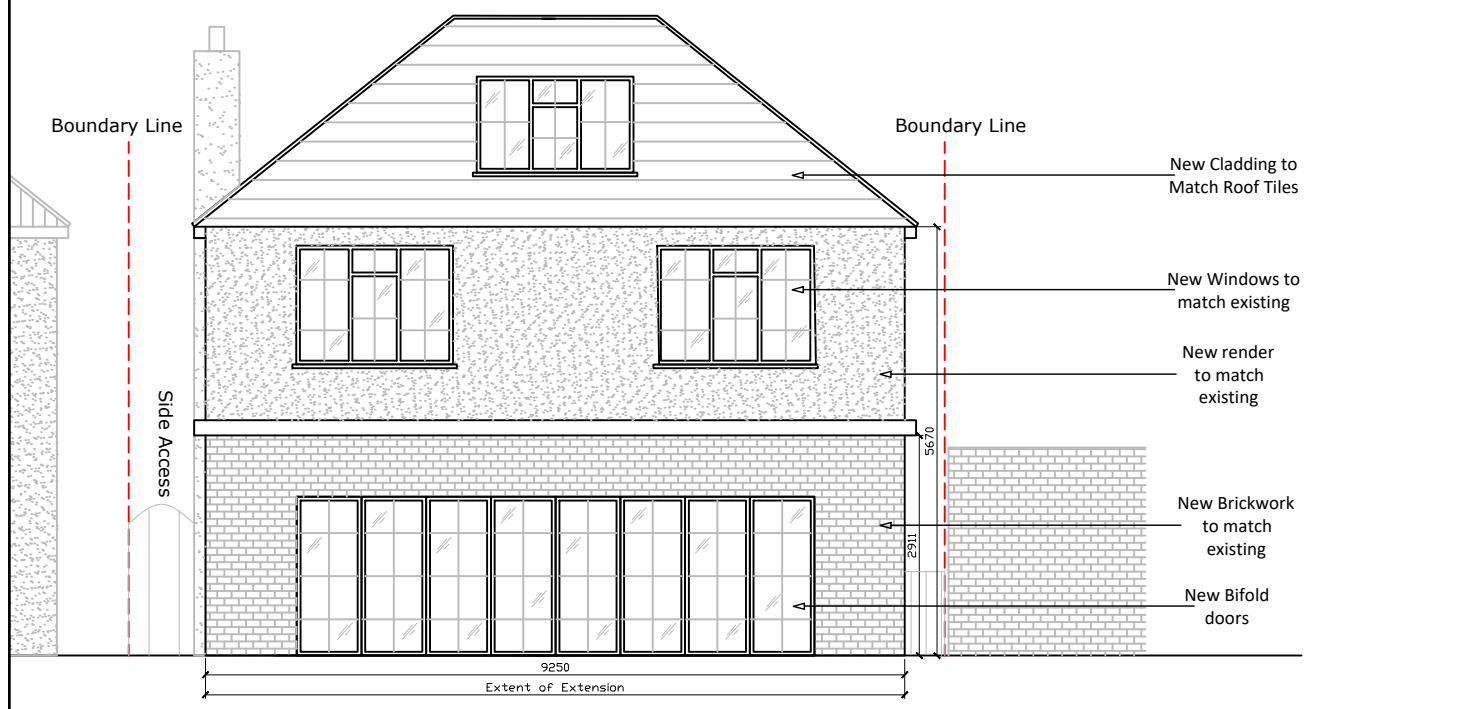 Boundary Line
Boundary Line
New Cladding to
Match Roof Tiles
New Windows to
match existing
New render
to match
existing
Side Access
5670
New Brickwork
to match
existing
2911
New Bifold
doors
9250
Extent of Extension